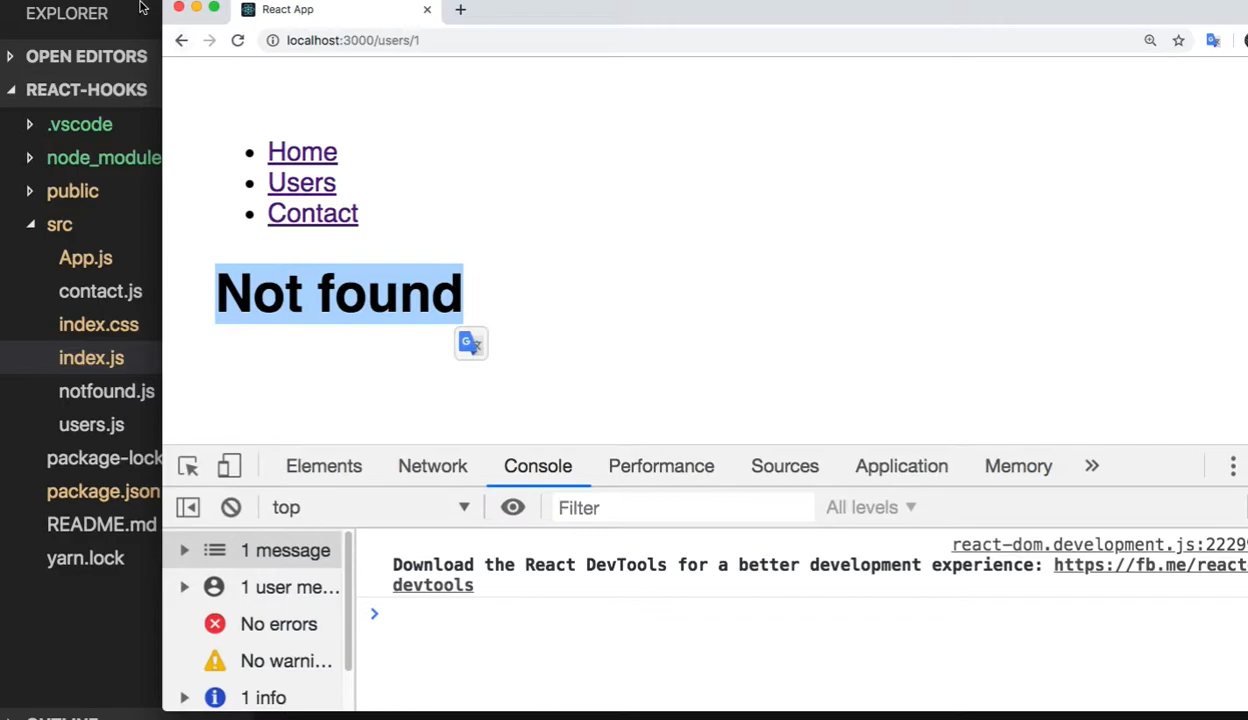 EXPLORER
OPEN EDITORS
REACT-HOOKS
.vscode
node_module
public
src
App.js
contact.js
index.css
index.js
notfound.js
users.js
package-lock
package.json
README.md
yarn.lock
React App
localhost:3000/users/1
Home
Users
Contact
Not found
Elements Network Console Performance Sources Application Memory
top Filter All levels
1 message
1 user me...
No errors
No warni...
1 info
react-dom.development.js:2229
Download the React DevTools for a better development experience: https://fb.me/react
devtools